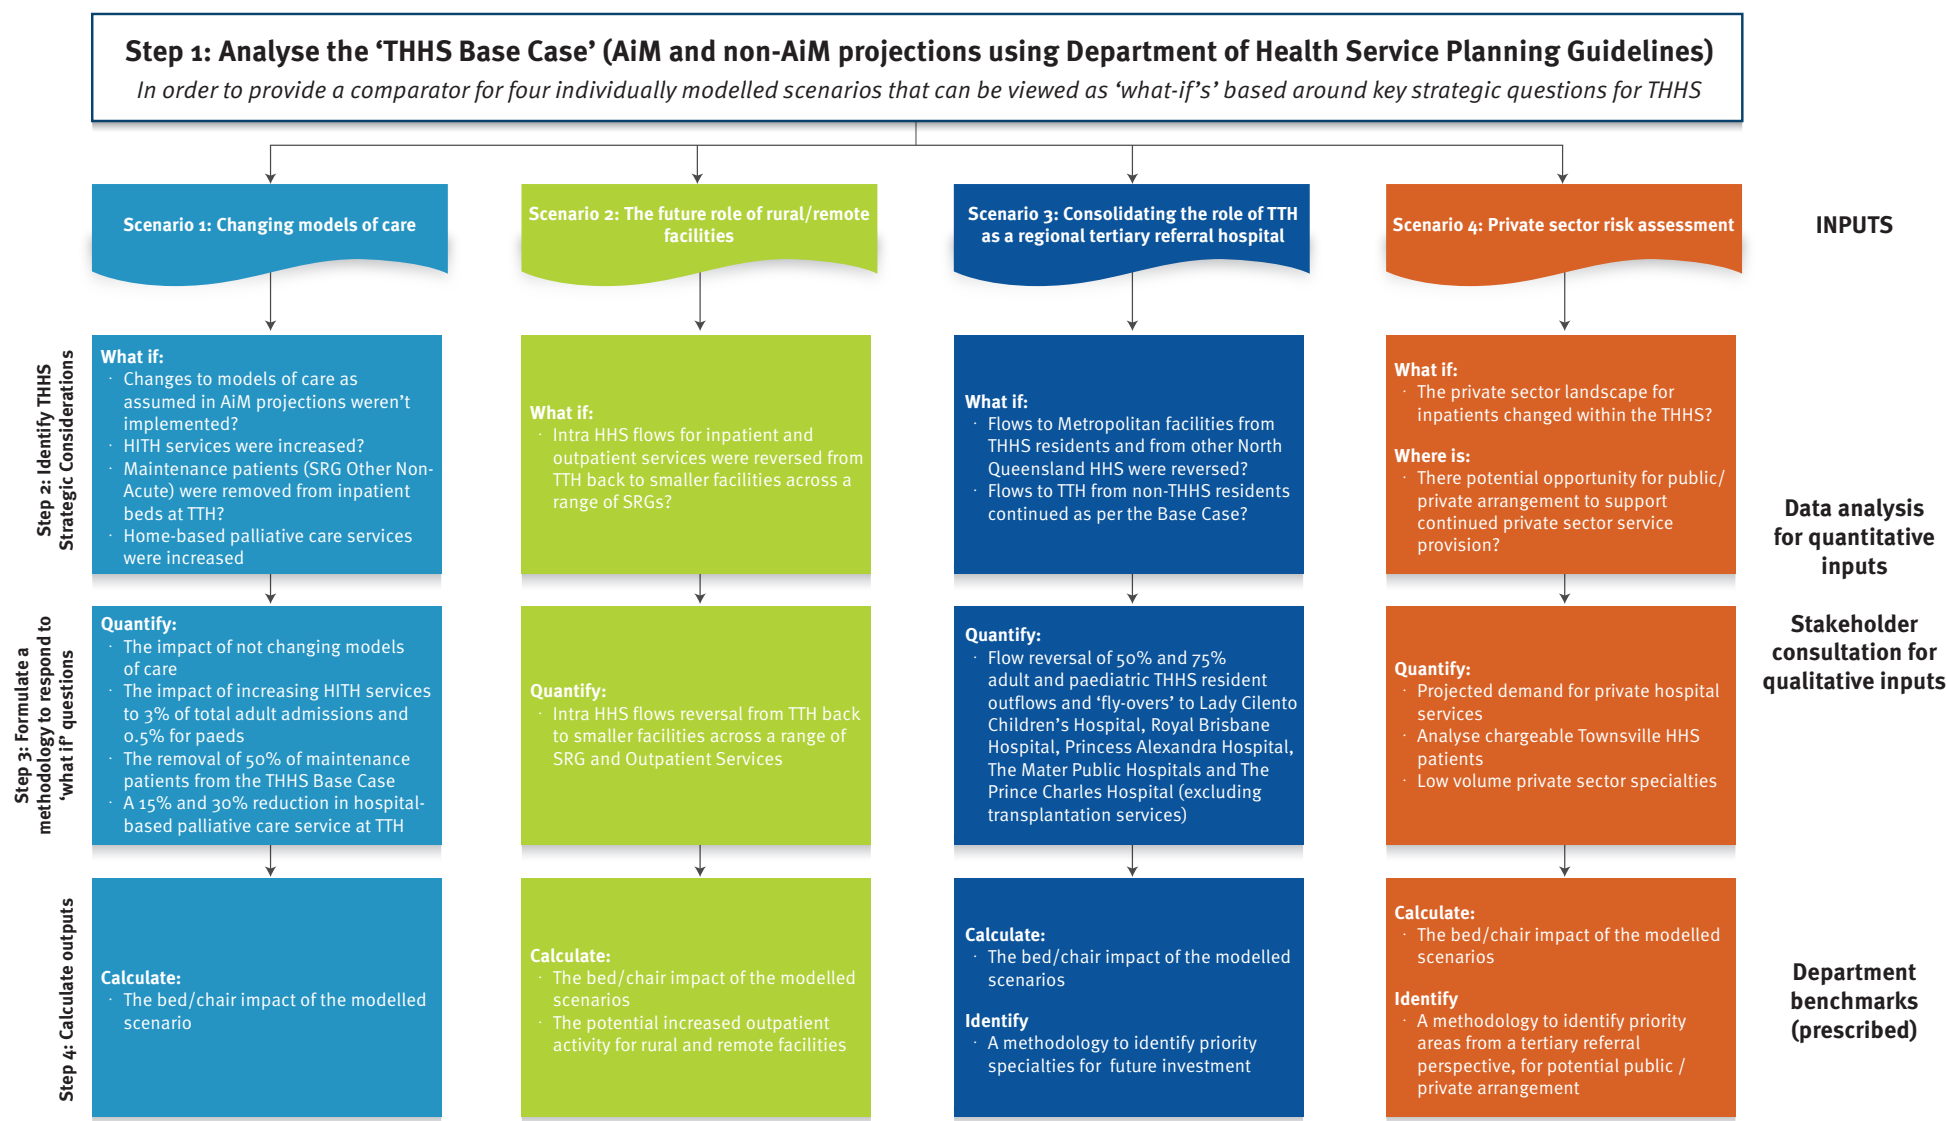 Step 1: Analyse the ‘THHS Base Case’ (AiM and non-AiM projections using Department of Health Service Planning Guidelines)
In order to provide a comparator for four individually modelled scenarios that can be viewed as ‘what-if’s’ based around key strategic questions for THHS
Scenario 1: Changing models of care
Scenario 2: The future role of rural/remote
facilities
Scenario 3: Consolidating the role of TTH
as a regional tertiary referral hospital
Scenario 4: Private sector risk assessment
INPUTS
Step 2: Identify THHS
Strategic Considerations
What if:
· Changes to models of care as
assumed in AiM projections weren’t
implemented?
· HITH services were increased?
· Maintenance patients (SRG Other Non-
Acute) were removed from inpatient
beds at TTH?
· Home-based palliative care services
were increased
What if:
· Intra HHS flows for inpatient and
outpatient services were reversed from
TTH back to smaller facilities across a
range of SRGs?
What if:
· Flows to Metropolitan facilities from
THHS residents and from other North
Queensland HHS were reversed?
· Flows to TTH from non-THHS residents
continued as per the Base Case?
What if:
· The private sector landscape for
inpatients changed within the THHS?
Where is:
· There potential opportunity for public/
private arrangement to support
continued private sector service
provision?
Data analysis
for quantitative
inputs
Step 3: Formulate a
methodology to respond to
‘what if’ questions
Quantify:
· The impact of not changing models
of care
· The impact of increasing HITH services
to 3% of total adult admissions and
0.5% for paeds
· The removal of 50% of maintenance
patients from the THHS Base Case
· A 15% and 30% reduction in hospital-
based palliative care service at TTH
Quantify:
· Intra HHS flows reversal from TTH back
to smaller facilities across a range of
SRG and Outpatient Services
Quantify:
· Flow reversal of 50% and 75%
adult and paediatric THHS resident
outflows and ‘fly-overs’ to Lady Cilento
Children’s Hospital, Royal Brisbane
Hospital, Princess Alexandra Hospital,
The Mater Public Hospitals and The
Prince Charles Hospital (excluding
transplantation services)
Quantify:
· Projected demand for private hospital
services
· Analyse chargeable Townsville HHS
patients
· Low volume private sector specialties
Stakeholder
consultation for
qualitative inputs
Step 4: Calculate outputs
Calculate:
· The bed/chair impact of the modelled
scenario
Calculate:
· The bed/chair impact of the modelled
scenarios
· The potential increased outpatient
activity for rural and remote facilities
Calculate:
· The bed/chair impact of the modelled
scenarios
Identify
· A methodology to identify priority
specialties for future investment
Calculate:
· The bed/chair impact of the modelled
scenarios
Identify
· A methodology to identify priority
areas from a tertiary referral
perspective, for potential public /
private arrangement
Department
benchmarks
(prescribed)